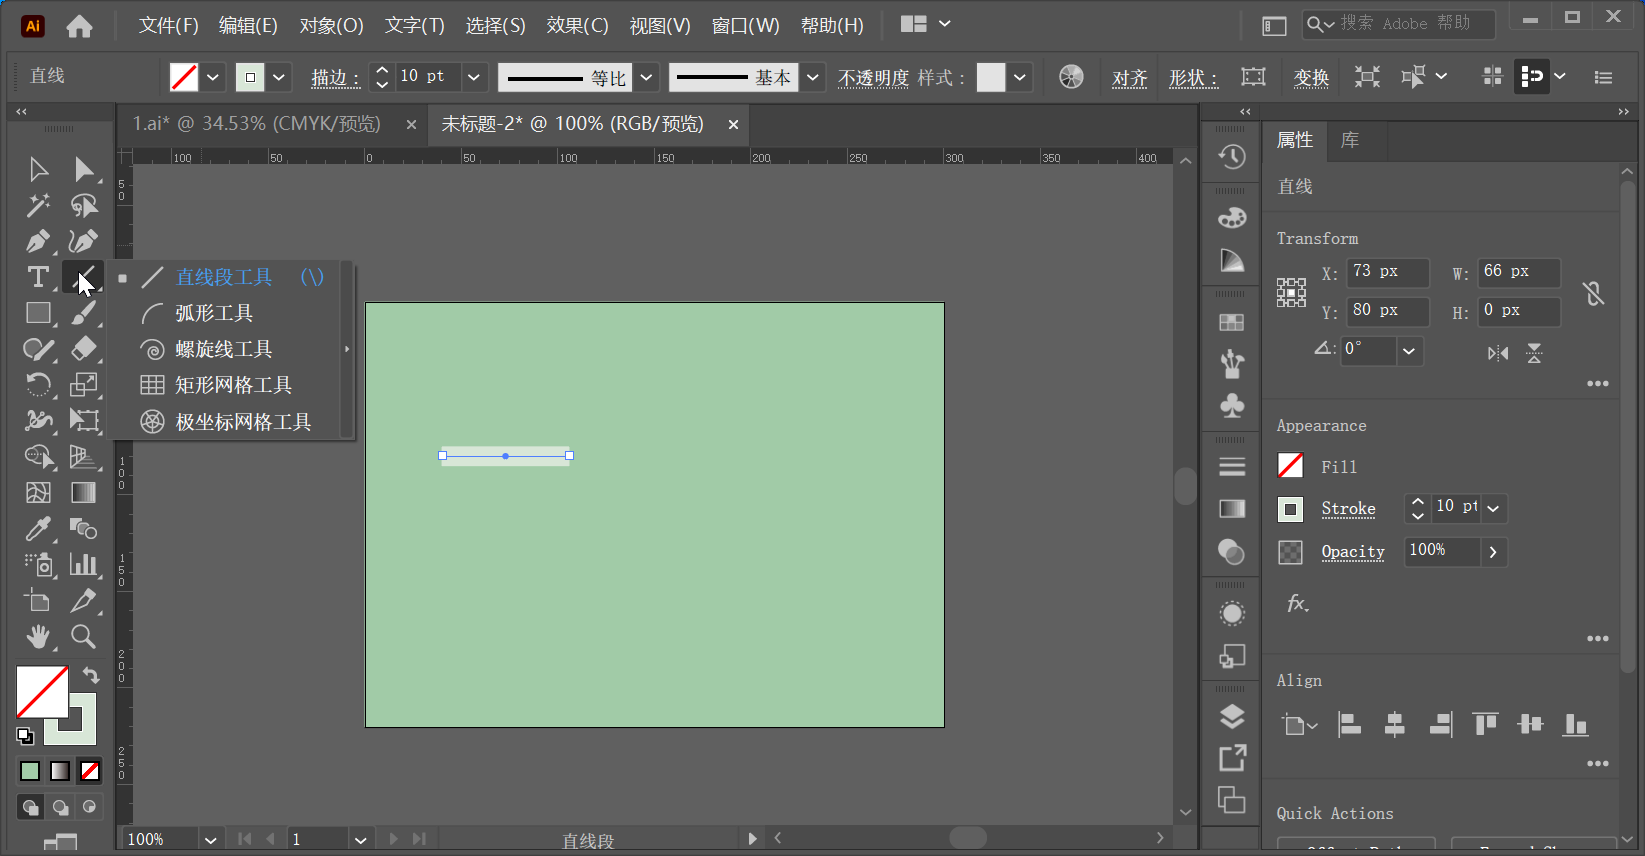 Ai 文件(F) 编辑(E) 对象(O) 文字(T) 选择(S) 效果(C) 视图(V) 窗口(W) 帮助(H) 搜索 Adobe 帮助
直线 描边： 10 pt 等比 基本 不透明度 样式： 对齐 形状： 变换
1.ai* @ 34.53% (CMYK/预览) × 未标题-2* @ 100% (RGB/预览) ×
属性 库
100 50 0 50 100 150 200 250 300 350 400
50
直线
Transform
X: 73 px W: 66 px
Y: 80 px H: 0 px
0°
直线段工具 (\)
弧形工具
螺旋线工具
矩形网格工具
极坐标网格工具
Appearance
Fill
Stroke 10 pt
Opacity 100%
fx
100
150
200
250
Align
Quick Actions
100% 1 直线段